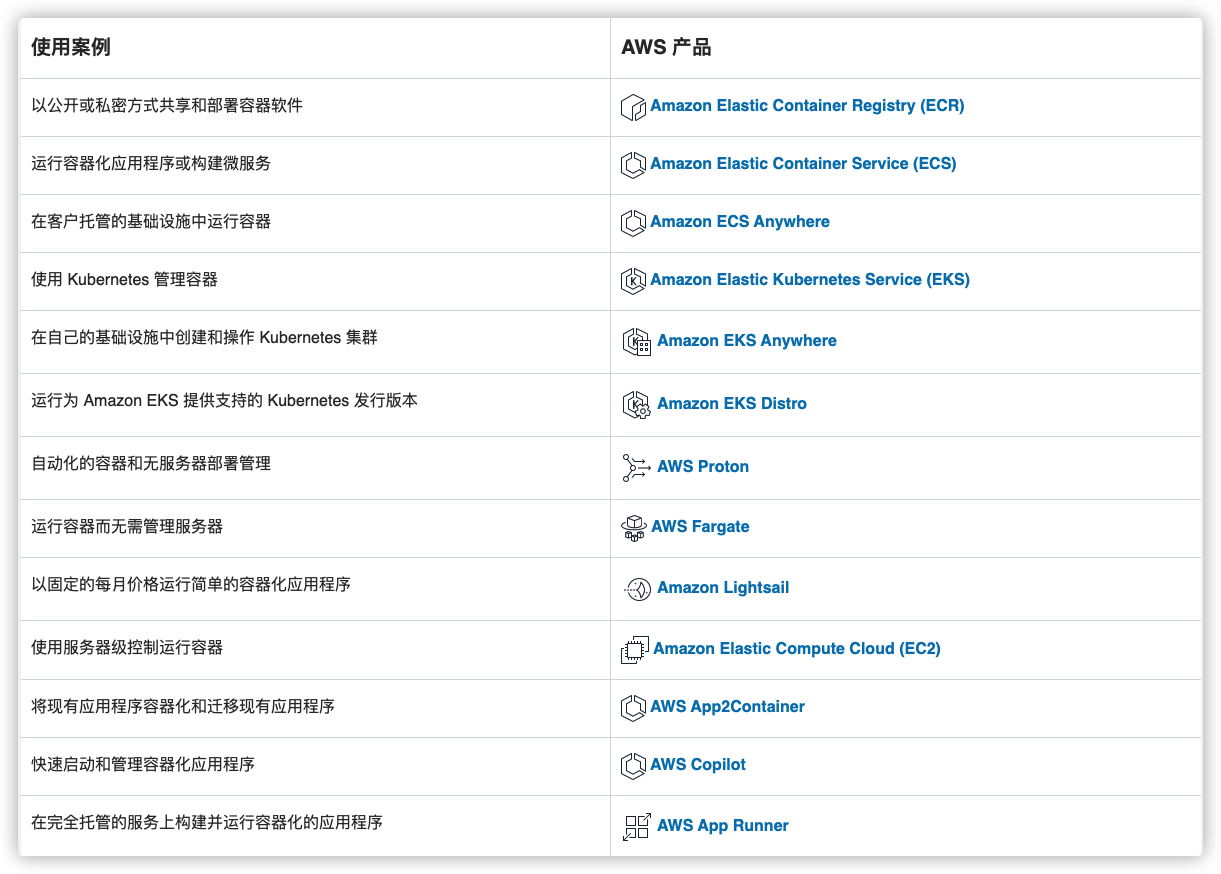 使用案例
AWS 产品
以公开或私密方式共享和部署容器软件
Amazon Elastic Container Registry (ECR)
运行容器化应用程序或构建微服务
Amazon Elastic Container Service (ECS)
在客户托管的基础设施中运行容器
Amazon ECS Anywhere
使用 Kubernetes 管理容器
Amazon Elastic Kubernetes Service (EKS)
在自己的基础设施中创建和操作 Kubernetes 集群
Amazon EKS Anywhere
运行为 Amazon EKS 提供支持的 Kubernetes 发行版本
Amazon EKS Distro
自动化的容器和无服务器部署管理
AWS Proton
运行容器而无需管理服务器
AWS Fargate
以固定的每月价格运行简单的容器化应用程序
Amazon Lightsail
使用服务器级控制运行容器
Amazon Elastic Compute Cloud (EC2)
将现有应用程序容器化和迁移现有应用程序
AWS App2Container
快速启动和管理容器化应用程序
AWS Copilot
在完全托管的服务上构建并运行容器化的应用程序
AWS App Runner